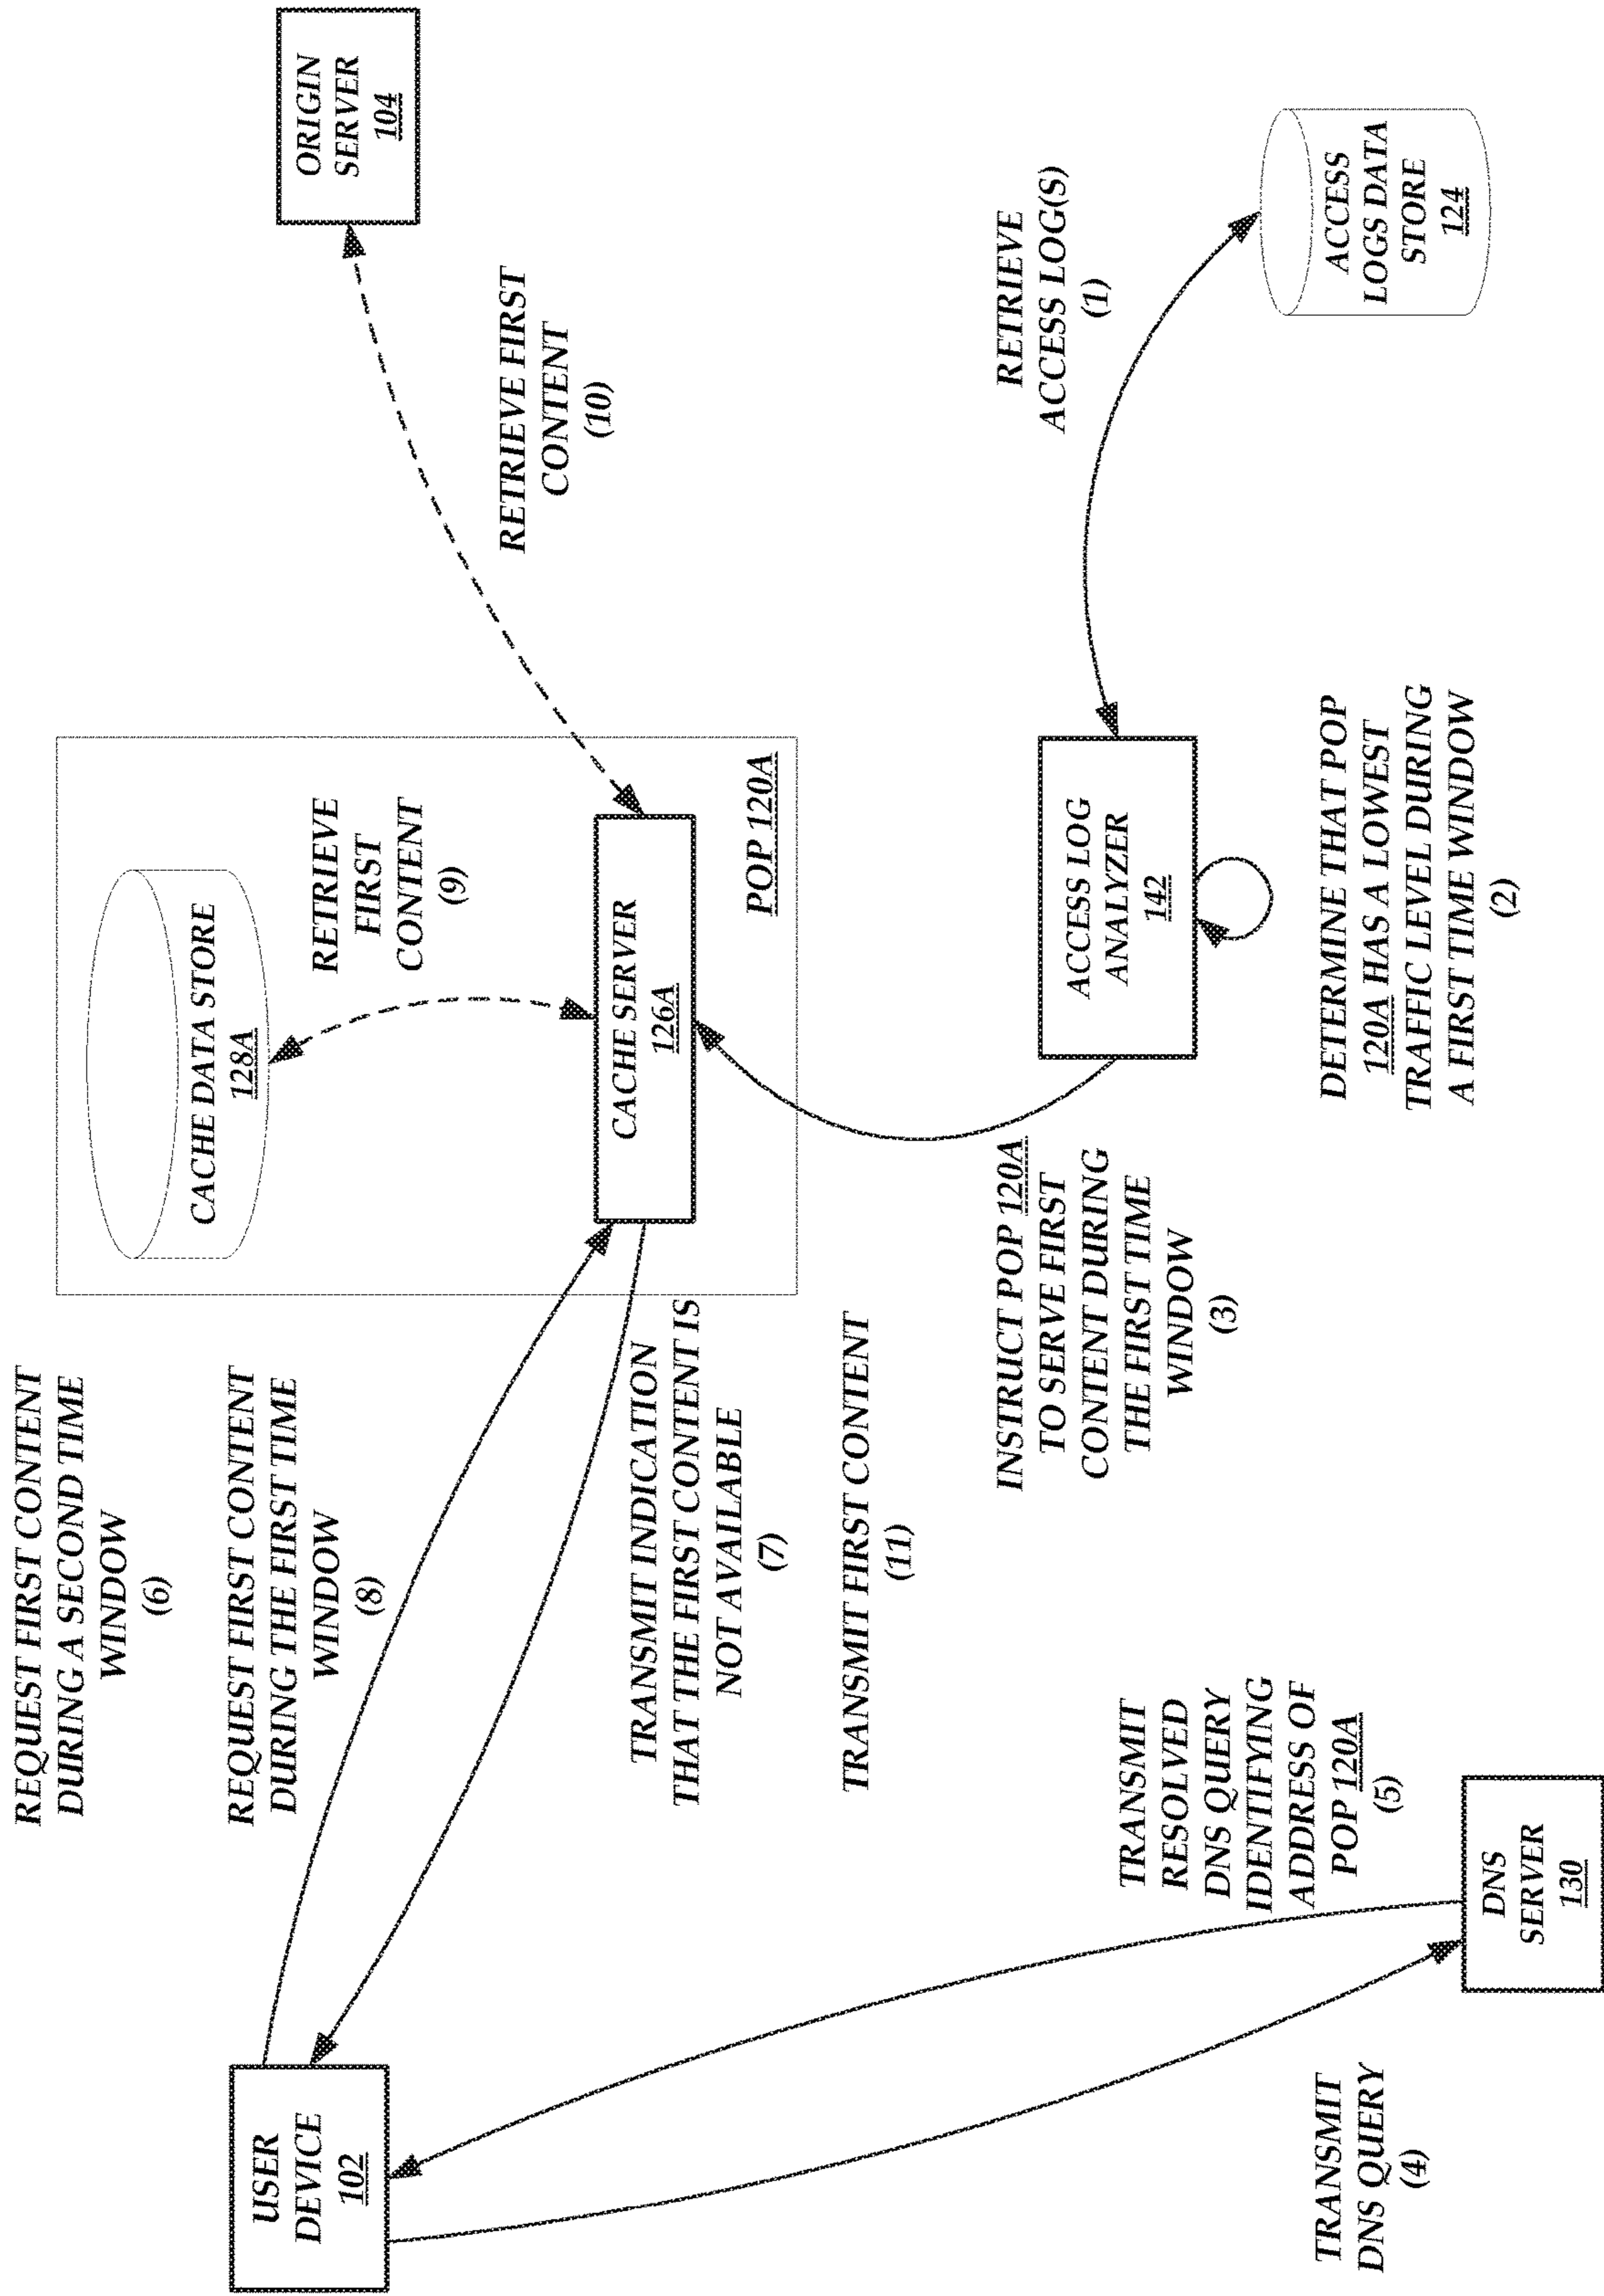 REQUEST FIRST CONTENT
DURING A SECOND TIME
WINDOW
(6)
REQUEST FIRST CONTENT
DURING THE FIRST TIME
WINDOW
(8)
USER
DEVICE
102
TRANSMIT INDICATION
THAT THE FIRST CONTENT IS
NOT AVAILABLE
(7)
TRANSMIT FIRST CONTENT
(11)
CACHE DATA STORE
128A
RETRIEVE
FIRST
CONTENT
(9)
CACHE SERVER
126A
POP 120A
ORIGIN
SERVER
104
RETRIEVE FIRST
CONTENT
(10)
INSTRUCT POP 120A
TO SERVE FIRST
CONTENT DURING
THE FIRST TIME
WINDOW
(3)
ACCESS LOG
ANALYZER
142
RETRIEVE
ACCESS LOG(S)
(1)
ACCESS
LOGS DATA
STORE
124
DETERMINE THAT POP
120A HAS A LOWEST
TRAFFIC LEVEL DURING
A FIRST TIME WINDOW
(2)
TRANSMIT
DNS QUERY
(4)
TRANSMIT
RESOLVED
DNS QUERY
IDENTIFYING
ADDRESS OF
POP 120A
(5)
DNS
SERVER
130